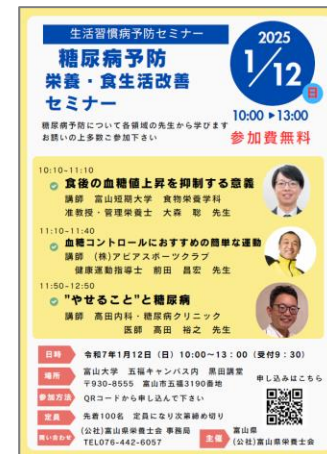 生活習慣病予防セミナー
糖尿病予防
栄養・食生活改善
セミナー
2025
1/12
日
10:00 ▶ 13:00
糖尿病予防について各領域の先生から学びます
お誘いの上多数ご参加下さい
参加費無料
10:10-11:10
食後の血糖値上昇を抑制する意義
講師 富山短期大学 食物栄養学科
准教授・管理栄養士 大森 聡 先生
11:10-11:40
血糖コントロールにおすすめの簡単な運動
講師 (株)アピアスポーツクラブ
健康運動指導士 前田 昌宏 先生
11:50-12:50
"やせること"と糖尿病
講師 高田内科・糖尿病クリニック
医師 高田 裕之 先生
日時 令和7年1月12日（日）10:00～13：00（受付9：30）
場所 富山大学 五福キャンパス内 黒田講堂
〒930-8555 富山市五福3190番地
申し込みはこちら
参加方法 QRコードから申し込んで下さい
定員 先着100名 定員になり次第締め切り
問い合わせ (公社)富山県栄養士会 事務局
TEL076-442-6057
主催 富山県
(公社)富山県栄養士会